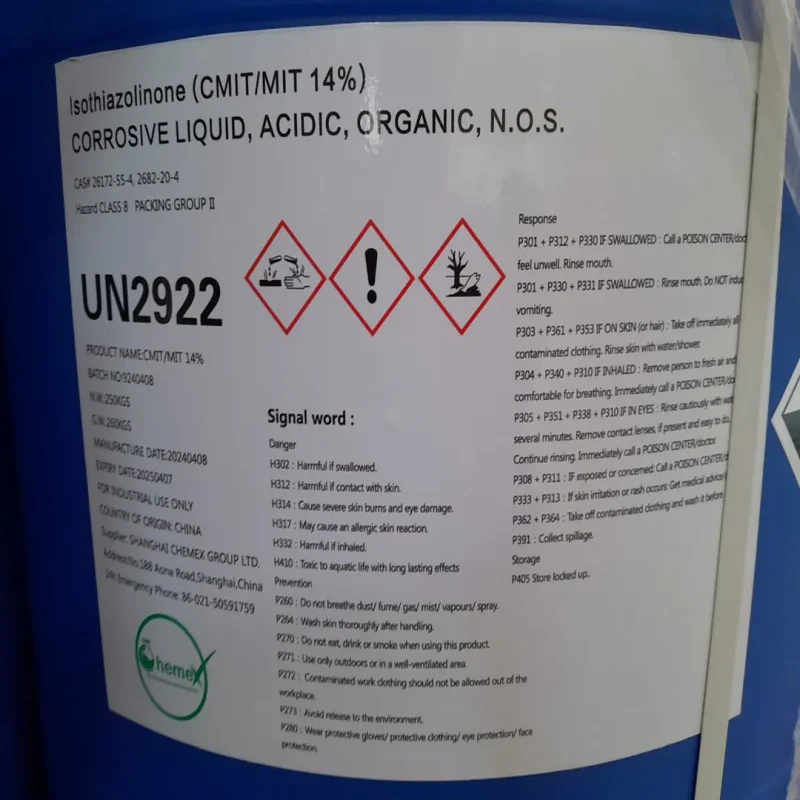 Isothiazolinone (CMIT/MIT 14%)
CORROSIVE LIQUID, ACIDIC, ORGANIC, N.O.S.
CAS# 26172-55-4, 2682-20-4
Hazard CLASS 8 PACKING GROUP II
UN2922
PRODUCT NAME:CMIT/MIT 14%
BATCH NO:9240408
N.W.:250KGS
G.W.:260KGS
MANUFACTURE DATE:20240408
EXPIRY DATE:20250407
FOR INDUSTRIAL USE ONLY
COUNTRY OF ORIGIN: CHINA
Supplier: SHANGHAI CHEMEX GROUP LTD.
Address:No.188 Aona Road,Shanghai,China
24H Emergency Phone: 86-021-50591759
hemex
Signal word :
Danger
H302 : Harmful if swallowed.
H312 : Harmful if contact with skin.
H314 : Cause severe skin burns and eye damage.
H317 : May cause an allergic skin reaction.
H332 : Harmful if inhaled.
H410 : Toxic to aquatic life with long lasting effects
Prevention
P260 : Do not breathe dust/ fume/ gas/ mist/ vapours/ spray.
P264 : Wash skin thoroughly after handling.
P270 : Do not eat, drink or smoke when using this product.
P271 : Use only outdoors or in a well-ventilated area.
P272 : Contaminated work clothing should not be allowed out of the
workplace.
P273 : Avoid release to the environment.
P280 : Wear protective gloves/ protective clothing/ eye protection/ face
protection.
Response
P301 + P312 + P330 IF SWALLOWED : Call a POISON CENTER/doct
feel unwell. Rinse mouth.
P301 + P330 + P331 IF SWALLOWED : Rinse mouth. Do NOT induc
vomiting.
P303 + P361 + P353 IF ON SKIN (or hair) : Take off immediately all
contaminated clothing. Rinse skin with water/shower.
P304 + P340 + P310 IF INHALED : Remove person to fresh air and
comfortable for breathing. Immediately call a POISON CENTER/do
P305 + P351 + P338 + P310 IF IN EYES : Rinse cautiously with wat
several minutes. Remove contact lenses, if present and easy to do.
Continue rinsing. Immediately call a POISON CENTER/doctor.
P308 + P311 : IF exposed or concerned: Call a POISON CENTER/d
P333 + P313 : If skin irritation or rash occurs: Get medical advice/
P362 + P364 : Take off contaminated clothing and wash it before
P391 : Collect spillage.
Storage
P405 Store locked up.